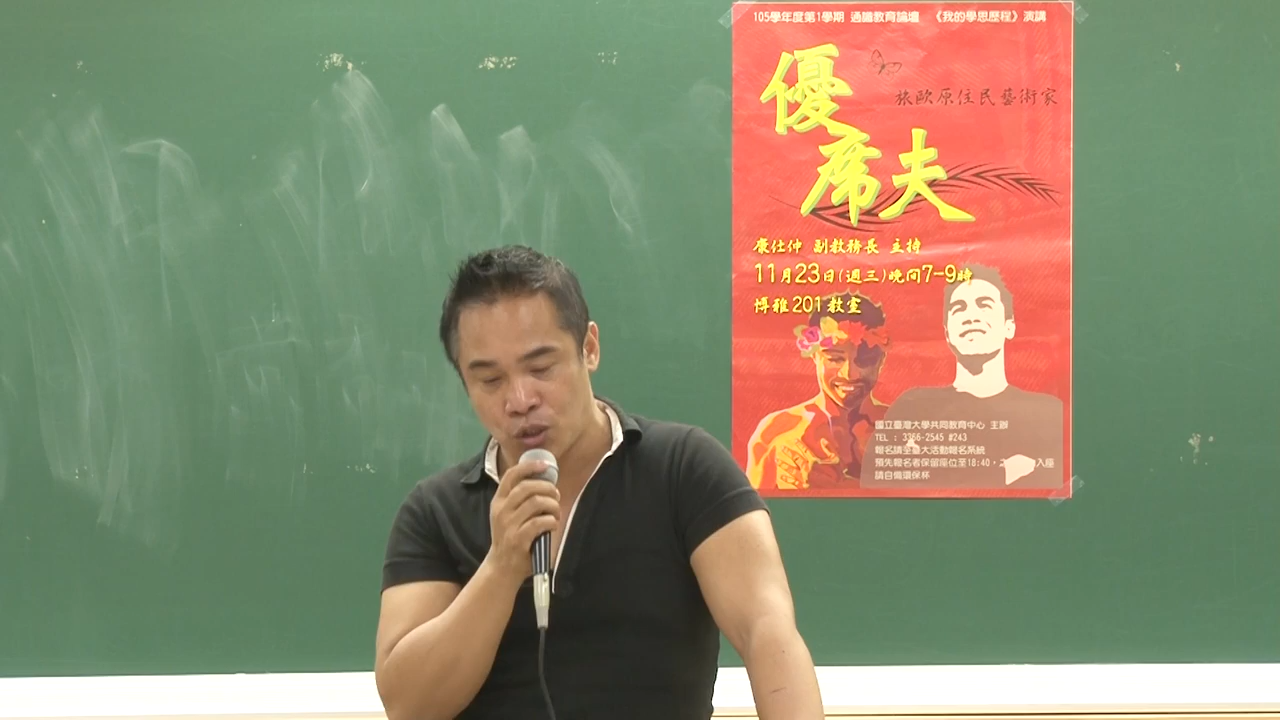 105學年度第1學期 通識教育論壇 《我的學思歷程》演講
優席夫
旅歐原住民藝術家
康仕仲 副教務長 主持
11月23日(週三)晚間7-9時
博雅201教室
國立臺灣大學共同教育中心 主辦
TEL : 3366-2545 #243
報名請至臺大活動報名系統
預先報名者保留座位至18:40，
入座
請自備環保杯